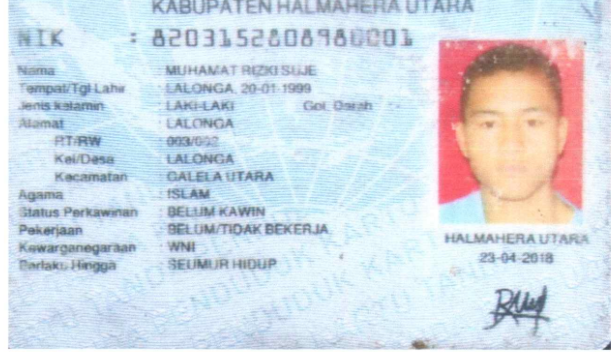 KABUPATEN HALMAHERA UTARA
NIK : 8203152808980001
Nama : MUHAMAT RIZKI SUJE
Tempat/Tgl Lahir : LALONGA, 20-01-1999
Jenis kelamin : LAKI-LAKI Gol. Darah : -
Alamat : LALONGA
RT/RW : 003/002
Kel/Desa : LALONGA
Kecamatan : GALELA UTARA
Agama : ISLAM
Status Perkawinan : BELUM KAWIN
Pekerjaan : BELUM/TIDAK BEKERJA
Kewarganegaraan : WNI
Berlaku Hingga : SEUMUR HIDUP
HALMAHERA UTARA
23-04-2018